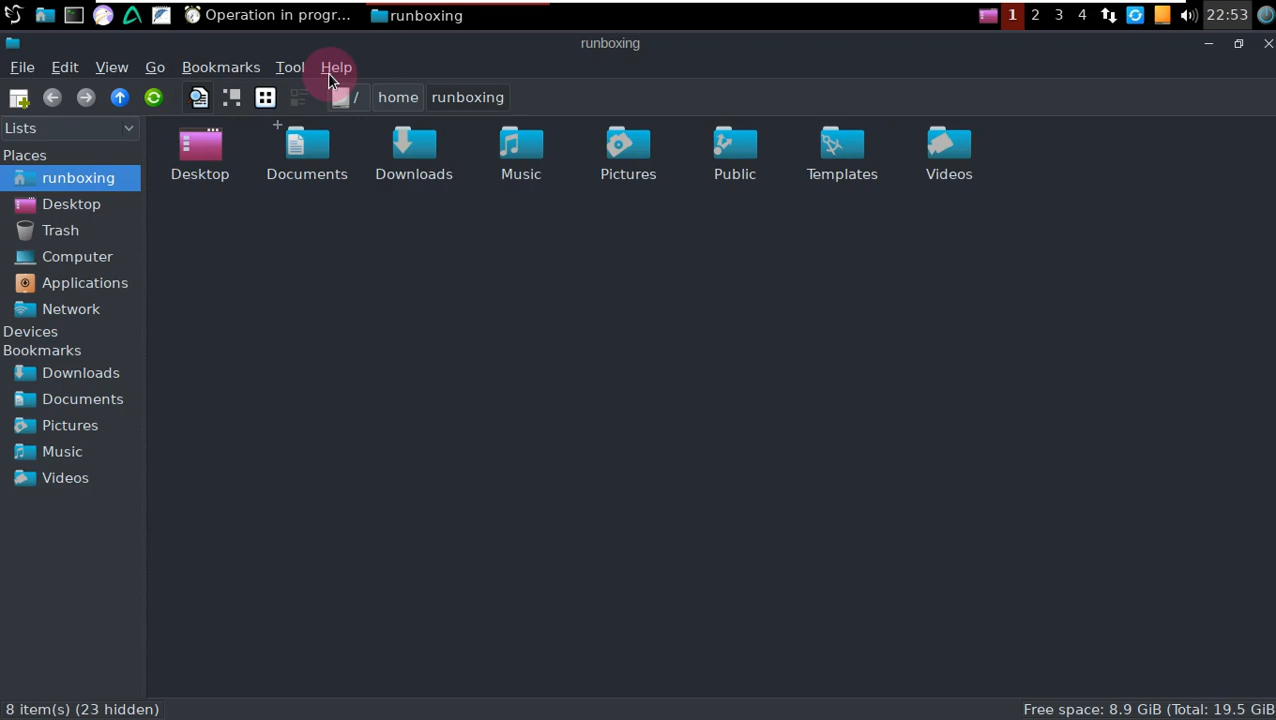 Operation in progr... runboxing 1 2 3 4 22:53
runboxing
File Edit View Go Bookmarks Tool Help
/ home runboxing
Lists
Places
runboxing
Desktop
Trash
Computer
Applications
Network
Devices
Bookmarks
Downloads
Documents
Pictures
Music
Videos
Desktop Documents Downloads Music Pictures Public Templates Videos
8 item(s) (23 hidden) Free space: 8.9 GiB (Total: 19.5 GiB